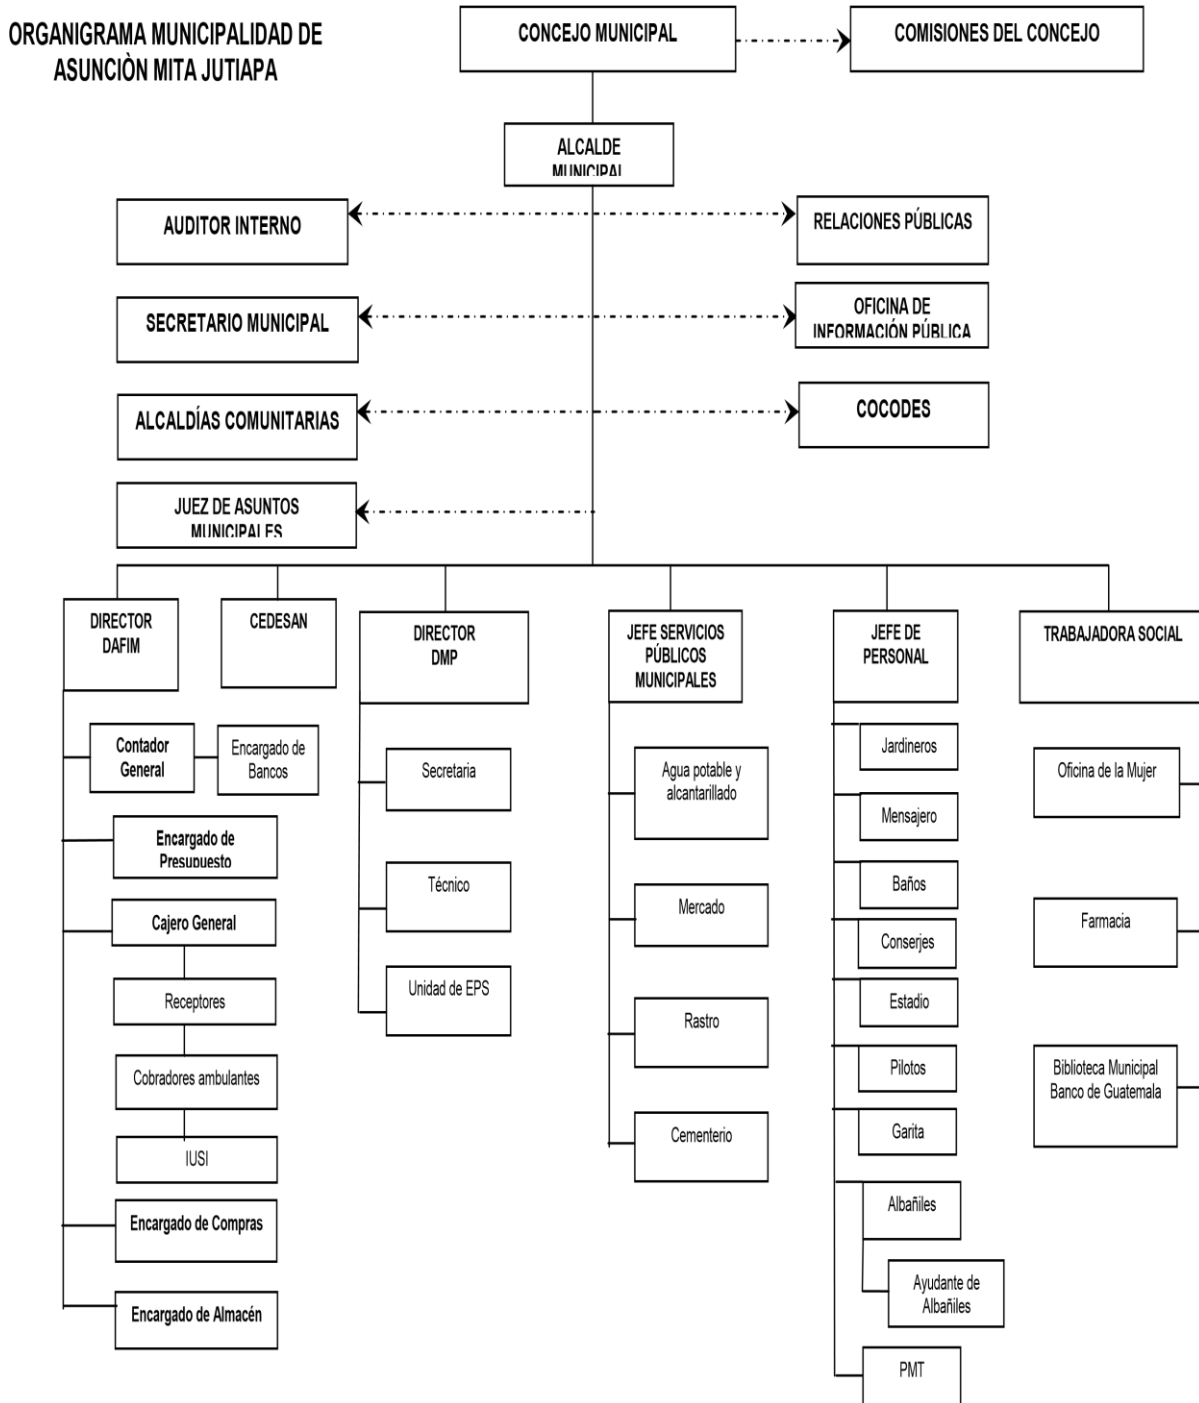 ORGANIGRAMA MUNICIPALIDAD DE
ASUNCIÒN MITA JUTIAPA
CONCEJO MUNICIPAL
COMISIONES DEL CONCEJO
ALCALDE
MUNICIPAL
AUDITOR INTERNO
RELACIONES PÚBLICAS
SECRETARIO MUNICIPAL
OFICINA DE
INFORMACIÓN PÚBLICA
ALCALDÍAS COMUNITARIAS
COCODES
JUEZ DE ASUNTOS
MUNICIPALES
DIRECTOR
DAFIM
CEDESAN
DIRECTOR
DMP
JEFE SERVICIOS
PÚBLICOS
MUNICIPALES
JEFE DE
PERSONAL
TRABAJADORA SOCIAL
Contador
General
Encargado de
Bancos
Encargado de
Presupuesto
Cajero General
Receptores
Cobradores ambulantes
IUSI
Encargado de Compras
Encargado de Almacén
Secretaria
Técnico
Unidad de EPS
Agua potable y
alcantarillado
Mercado
Rastro
Cementerio
Jardineros
Mensajero
Baños
Conserjes
Estadio
Pilotos
Garita
Albañiles
Ayudante de
Albañiles
PMT
Oficina de la Mujer
Farmacia
Biblioteca Municipal
Banco de Guatemala